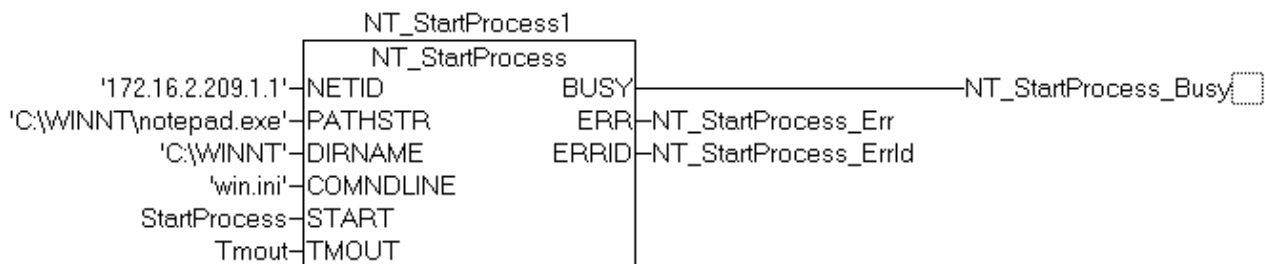 NT_StartProcess1
NT_StartProcess
'172.16.2.209.1.1' NETID BUSY NT_StartProcess_Busy
'C:\WINNT\notepad.exe' PATHSTR ERR NT_StartProcess_Err
'C:\WINNT' DIRNAME ERRID NT_StartProcess_ErrId
'win.ini' COMNDLINE
StartProcess START
Tmout TMOUT